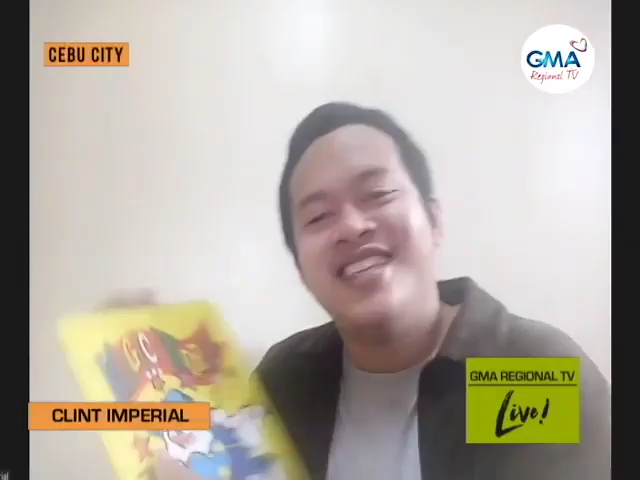 CEBU CITY
GMA
Regional TV
CLINT IMPERIAL
GMA REGIONAL TV
Live!